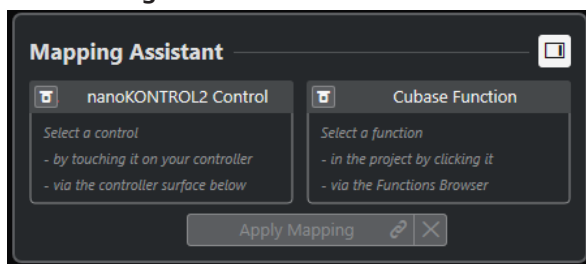 Mapping Assistant
nanoKONTROL2 Control
Select a control
- by touching it on your controller
- via the controller surface below
Cubase Function
Select a function
- in the project by clicking it
- via the Functions Browser
Apply Mapping